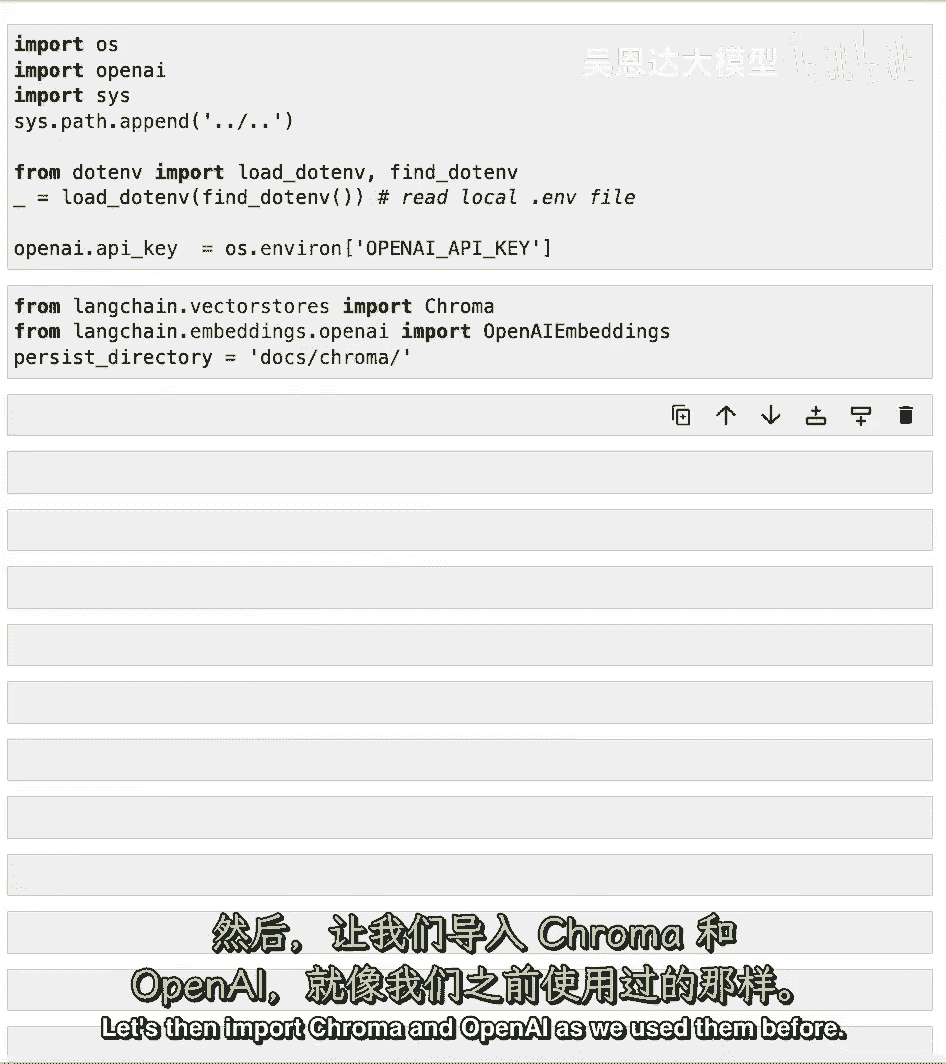 import os
吴恩达大模型
import openai
import sys
sys.path.append('../..')
from dotenv import load_dotenv, find_dotenv
_ = load_dotenv(find_dotenv()) # read local .env file
openai.api_key  = os.environ['OPENAI_API_KEY']
from langchain.vectorstores import Chroma
from langchain.embeddings.openai import OpenAIEmbeddings
persist_directory = 'docs/chroma/'
然后，让我们导入 Chroma 和
OpenAI，就像我们之前使用过的那样。
Let's then import Chroma and OpenAI as we used them before.